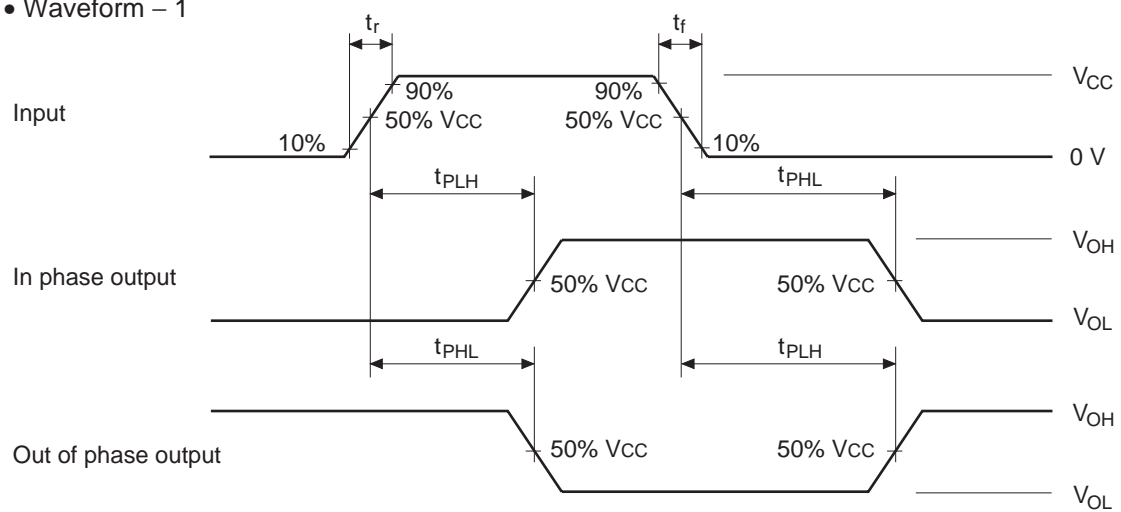 • Waveform – 1
tr
tf
VCC
90%
90%
Input
50% VCC
50% VCC
10%
10%
0 V
tPLH
tPHL
VOH
In phase output
50% VCC
50% VCC
VOL
tPHL
tPLH
VOH
Out of phase output
50% VCC
50% VCC
VOL